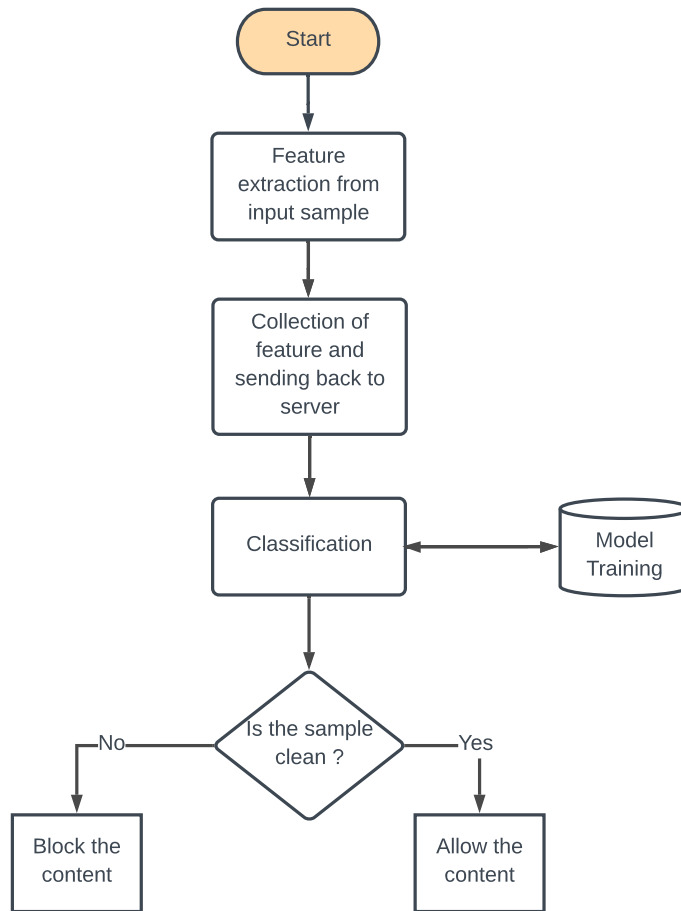 Start
Feature
extraction from
input sample
Collection of
feature and
sending back to
server
Classification
Model
Training
Is the sample
clean ?
No
Yes
Block the
content
Allow the
content